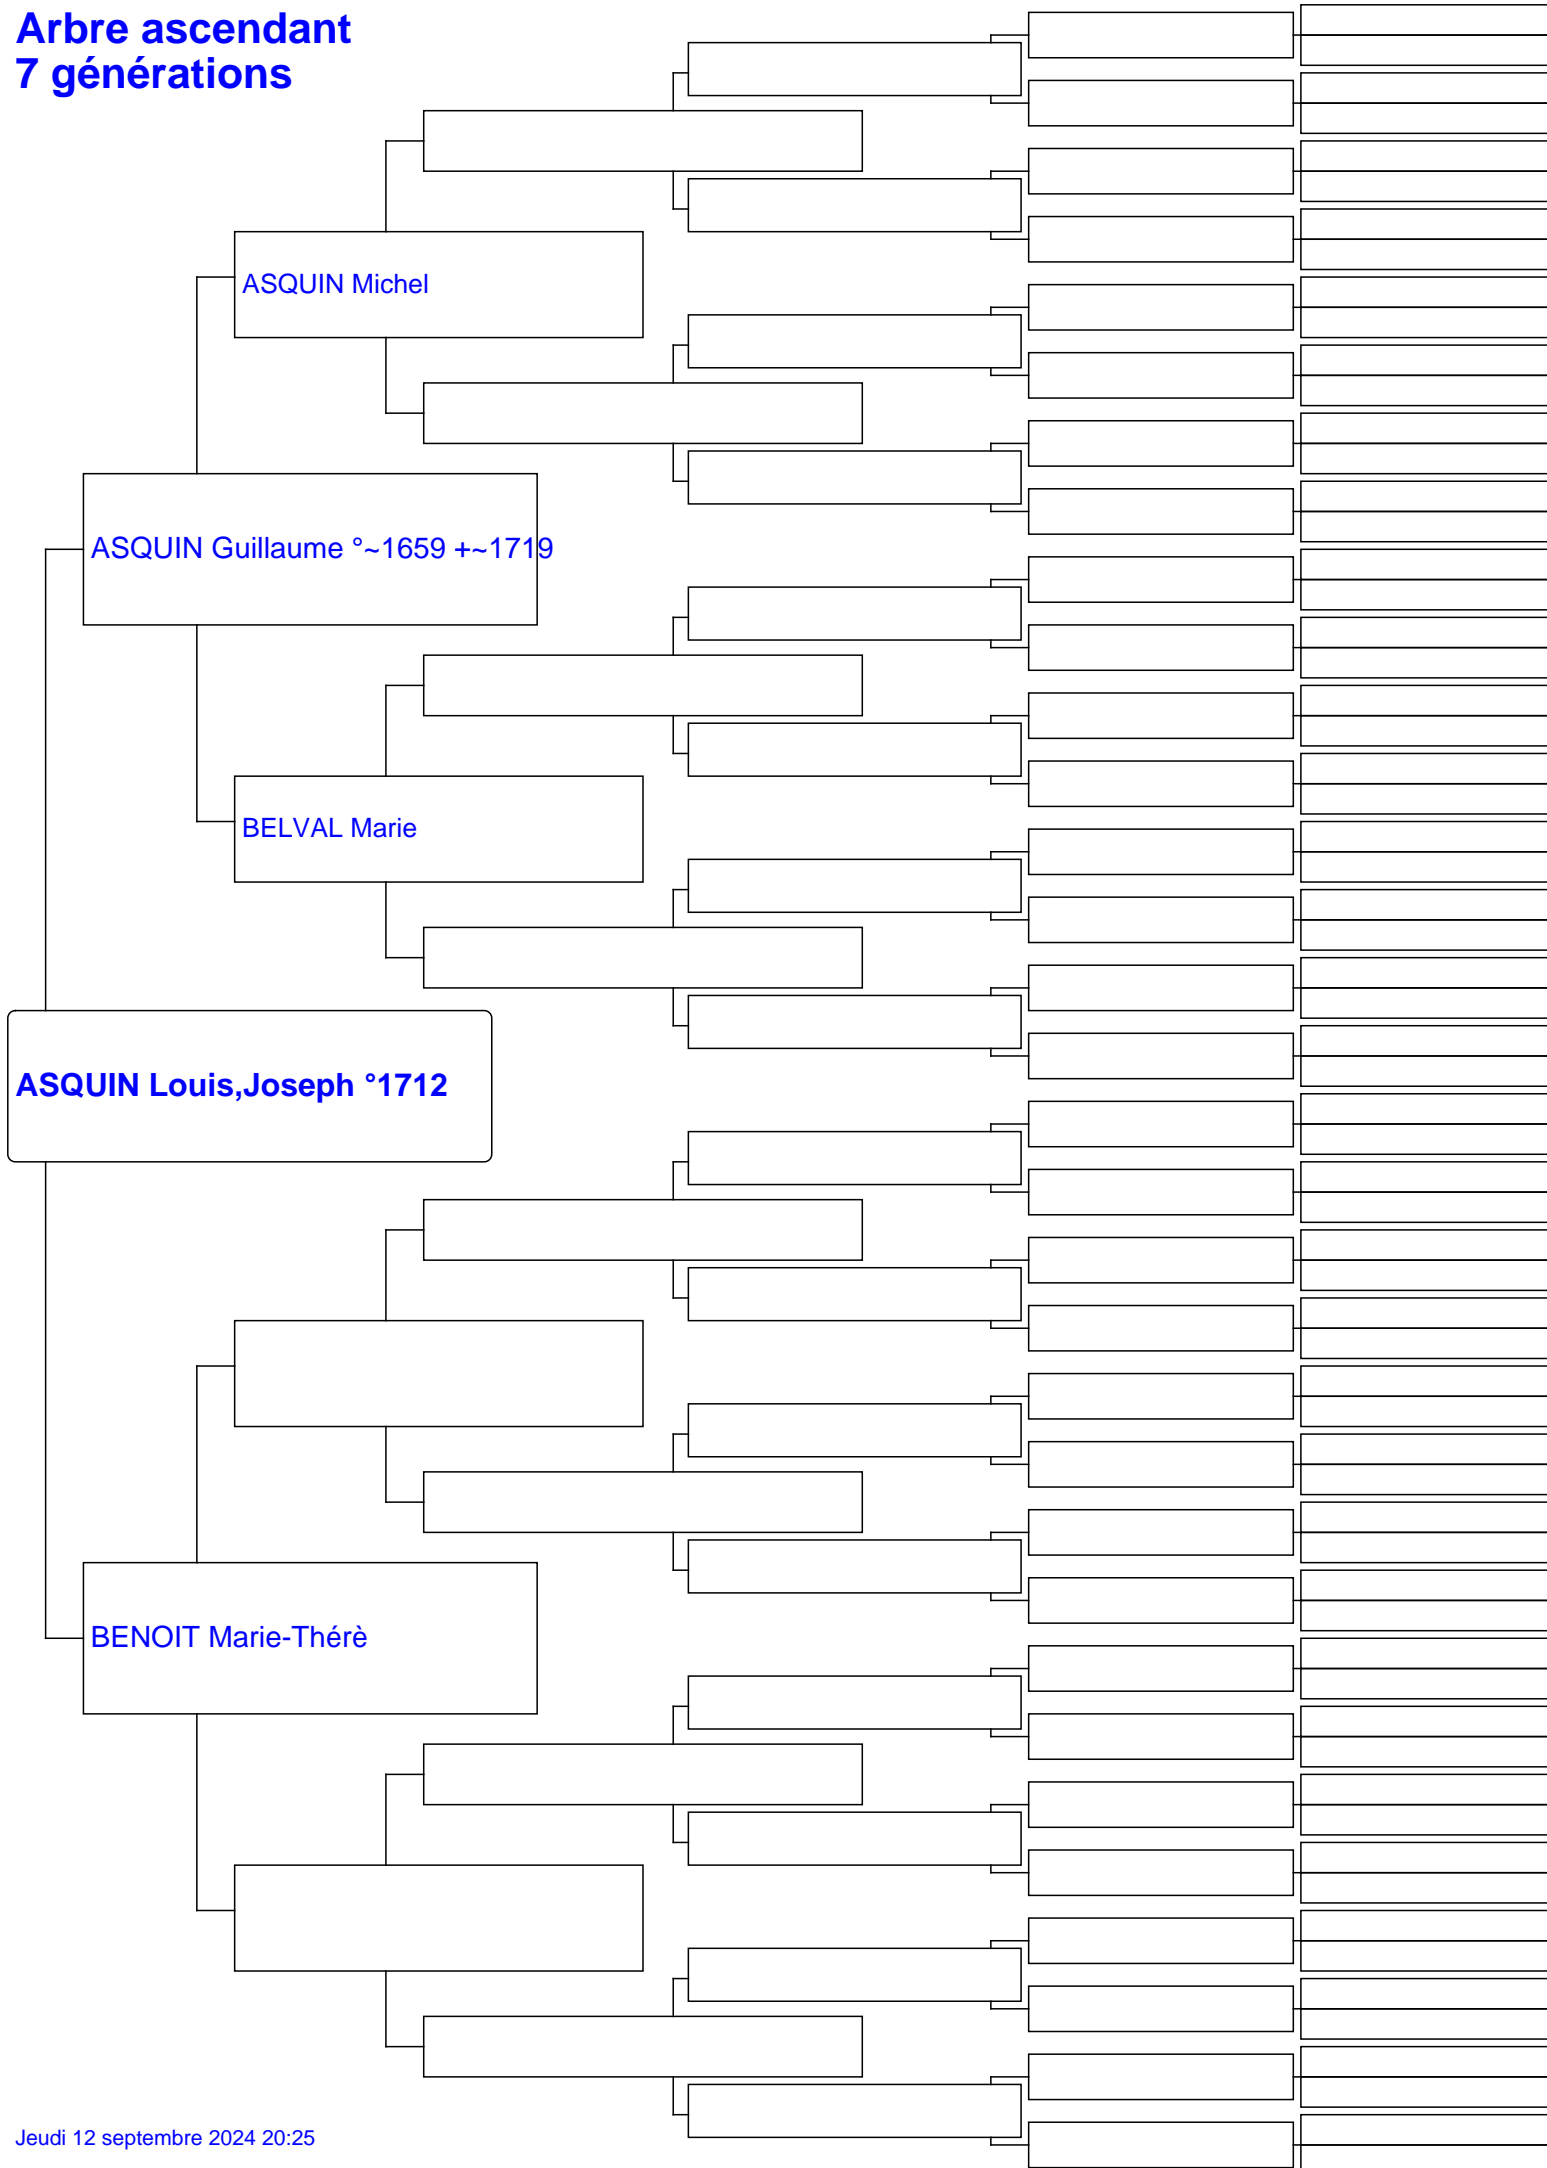 Arbre ascendant
7 générations
ASQUIN Michel
ASQUIN Guillaume °~1659 +~1719
BELVAL Marie
ASQUIN Louis,Joseph °1712
BENOIT Marie-Thérè
Jeudi 12 septembre 2024 20:25